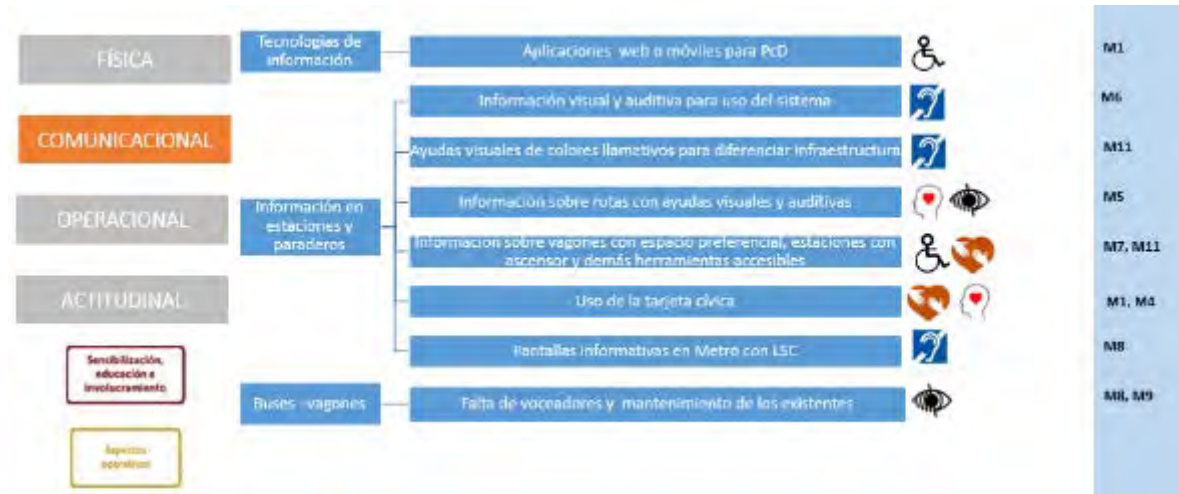 FÍSICA
COMUNICACIONAL
OPERACIONAL
ACTITUDINAL
Sensibilización,
educación e
involucramiento
Aspectos
operativos
Tecnologías de
información
Aplicaciones web o móviles para PcD
M1
Información en
estaciones y
paraderos
Información visual y auditiva para uso del sistema
M6
Ayudas visuales de colores llamativos para diferenciar infraestructura
M11
Información sobre rutas con ayudas visuales y auditivas
M5
Información sobre vagones con espacio preferencial, estaciones con
ascensor y demás herramientas accesibles
M7, M11
Uso de la tarjeta cívica
M1, M4
Pantallas informativas en Metro con LSC
M8
Buses - vagones
Falta de voceadores y mantenimiento de los existentes
M8, M9